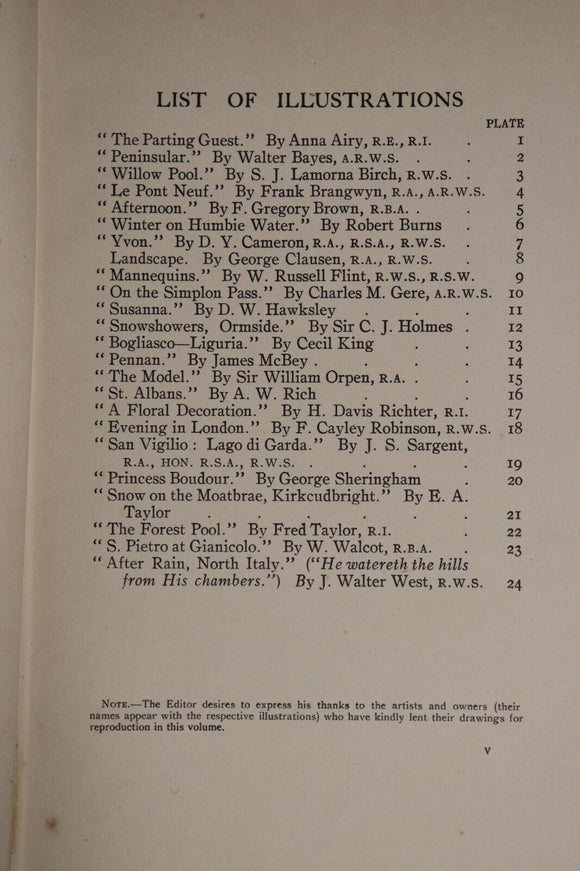 LIST OF ILLUSTRATIONS
PLATE
“ The Parting Guest.” By Anna Airy, R.E., R.I. . 1
“ Peninsular.” By Walter Bayes, A.R.W.S. . . 2
“ Willow Pool.” By S. J. Lamorna Birch, R.W.S. . 3
“ Le Pont Neuf.” By Frank Brangwyn, R.A., A.R.W.S. 4
“ Afternoon.” By F. Gregory Brown, R.B.A. . . 5
“ Winter on Humbie Water.” By Robert Burns . 6
“ Yvon.” By D. Y. Cameron, R.A., R.S.A., R.W.S. . 7
Landscape. By George Clausen, R.A., R.W.S. . 8
“ Mannequins.” By W. Russell Flint, R.W.S., R.S.W. 9
“ On the Simplon Pass.” By Charles M. Gere, A.R.W.S. 10
“ Susanna.” By D. W. Hawksley . . . 11
“ Snowshowers, Ormside.” By Sir C. J. Holmes . 12
“ Bogliasco—Liguria.” By Cecil King . . 13
“ Pennan.” By James McBey . . . . 14
“ The Model.” By Sir William Orpen, R.A. . . 15
“ St. Albans.” By A. W. Rich . . . 16
“ A Floral Decoration.” By H. Davis Richter, R.I. 17
“ Evening in London.” By F. Cayley Robinson, R.W.S. 18
“ San Vigilio : Lago di Garda.” By J. S. Sargent,
R.A., HON. R.S.A., R.W.S. . . . . 19
“ Princess Boudour.” By George Sheringham . 20
“ Snow on the Moatbrae, Kirkcudbright.” By E. A.
Taylor . . . . . . 21
“ The Forest Pool.” By Fred Taylor, R.I. . 22
“ S. Pietro at Gianicolo.” By W. Walcot, R.B.A. . 23
“ After Rain, North Italy.” (“He watereth the hills
from His chambers.”) By J. Walter West, R.W.S. 24
NOTE.—The Editor desires to express his thanks to the artists and owners (their
names appear with the respective illustrations) who have kindly lent their drawings for
reproduction in this volume.
v